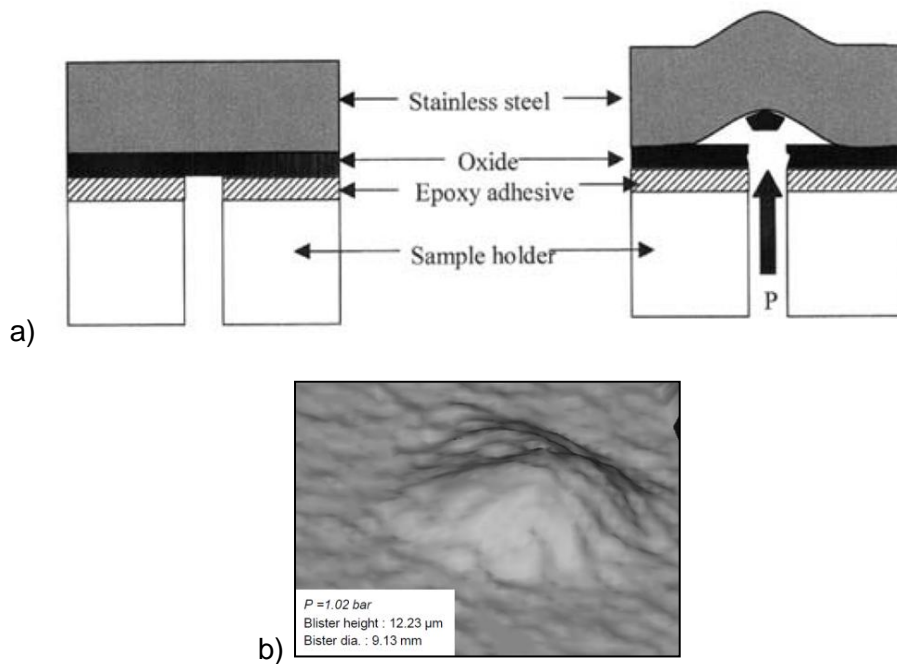 Stainless steel
Oxide
Epoxy adhesive
Sample holder
P
a)
P =1.02 bar
Blister height : 12.23 µm
Bister dia. : 9.13 mm
b)